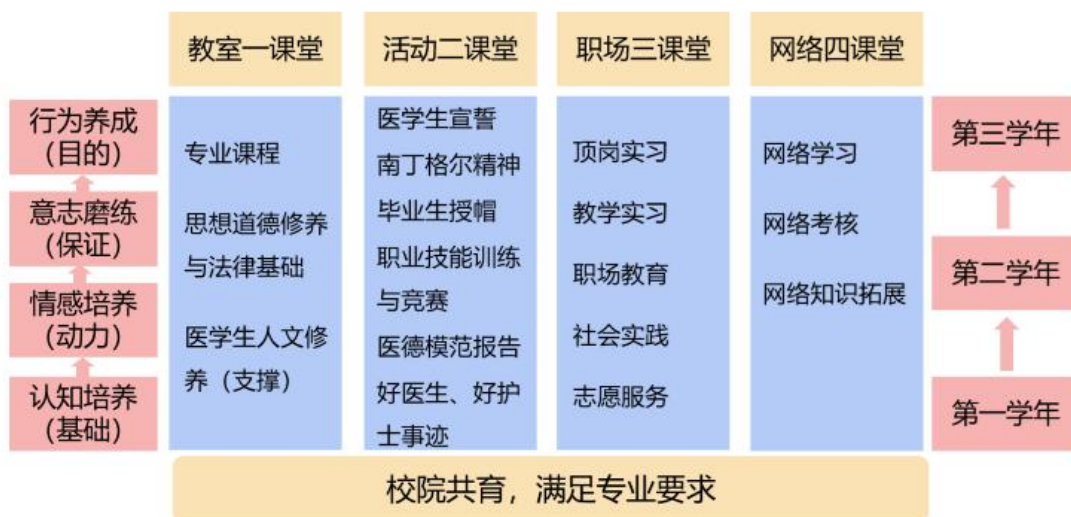 教室一课堂
活动二课堂
职场三课堂
网络四课堂
行为养成
（目的）
意志磨练
（保证）
情感培养
（动力）
认知培养
（基础）
专业课程
思想道德修养
与法律基础
医学生人文修
养（支撑）
医学生宣誓
南丁格尔精神
毕业生授帽
职业技能训练
与竞赛
医德模范报告
好医生、好护
士事迹
顶岗实习
教学实习
职场教育
社会实践
志愿服务
网络学习
网络考核
网络知识拓展
第三学年
第二学年
第一学年
校院共育，满足专业要求